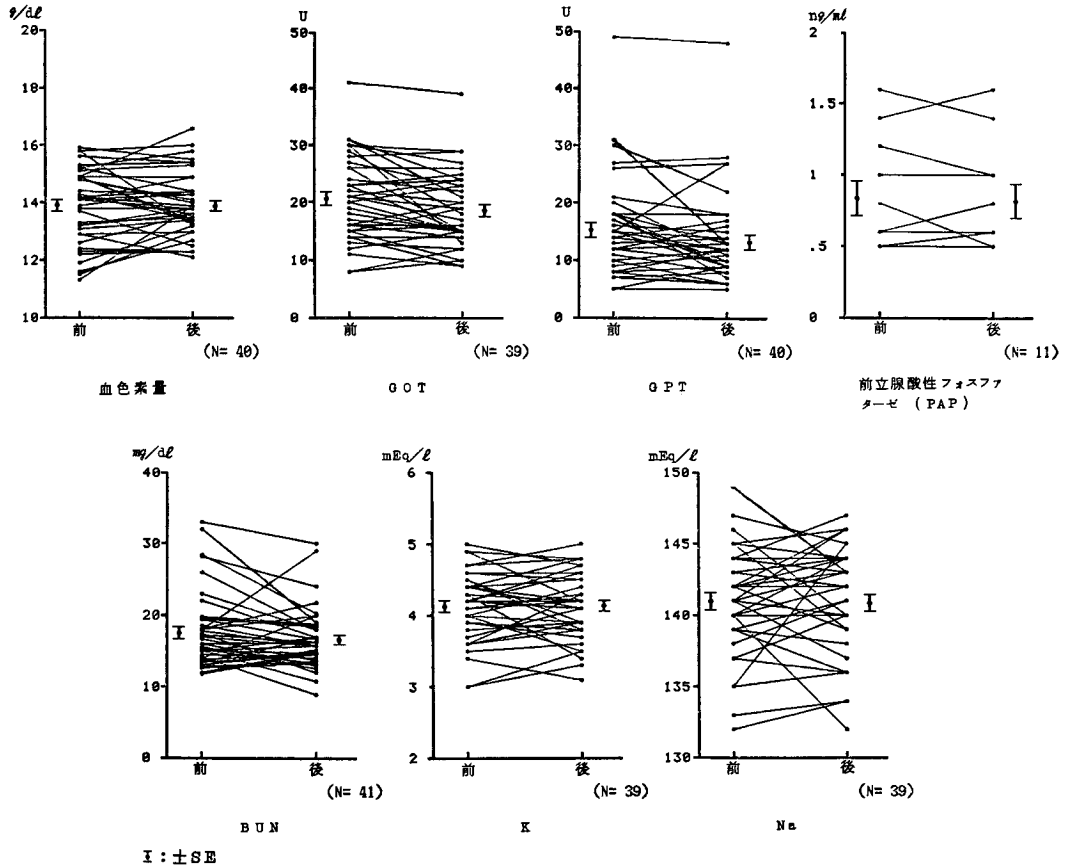 g/dℓ
20
18
16
14
12
10
前 後
(N= 40)
血色素量
U
50
40
30
20
10
0
前 後
(N= 39)
GOT
U
50
40
30
20
10
0
前 後
(N= 40)
GPT
ng/mℓ
2
1.5
1
.5
0
前 後
(N= 11)
前立腺酸性フォスファ
ターゼ (PAP)
mg/dℓ
40
30
20
10
0
前 後
(N= 41)
BUN
mEq/ℓ
6
5
4
3
2
前 後
(N= 39)
K
mEq/ℓ
150
145
140
135
130
前 後
(N= 39)
Na
I:±SE